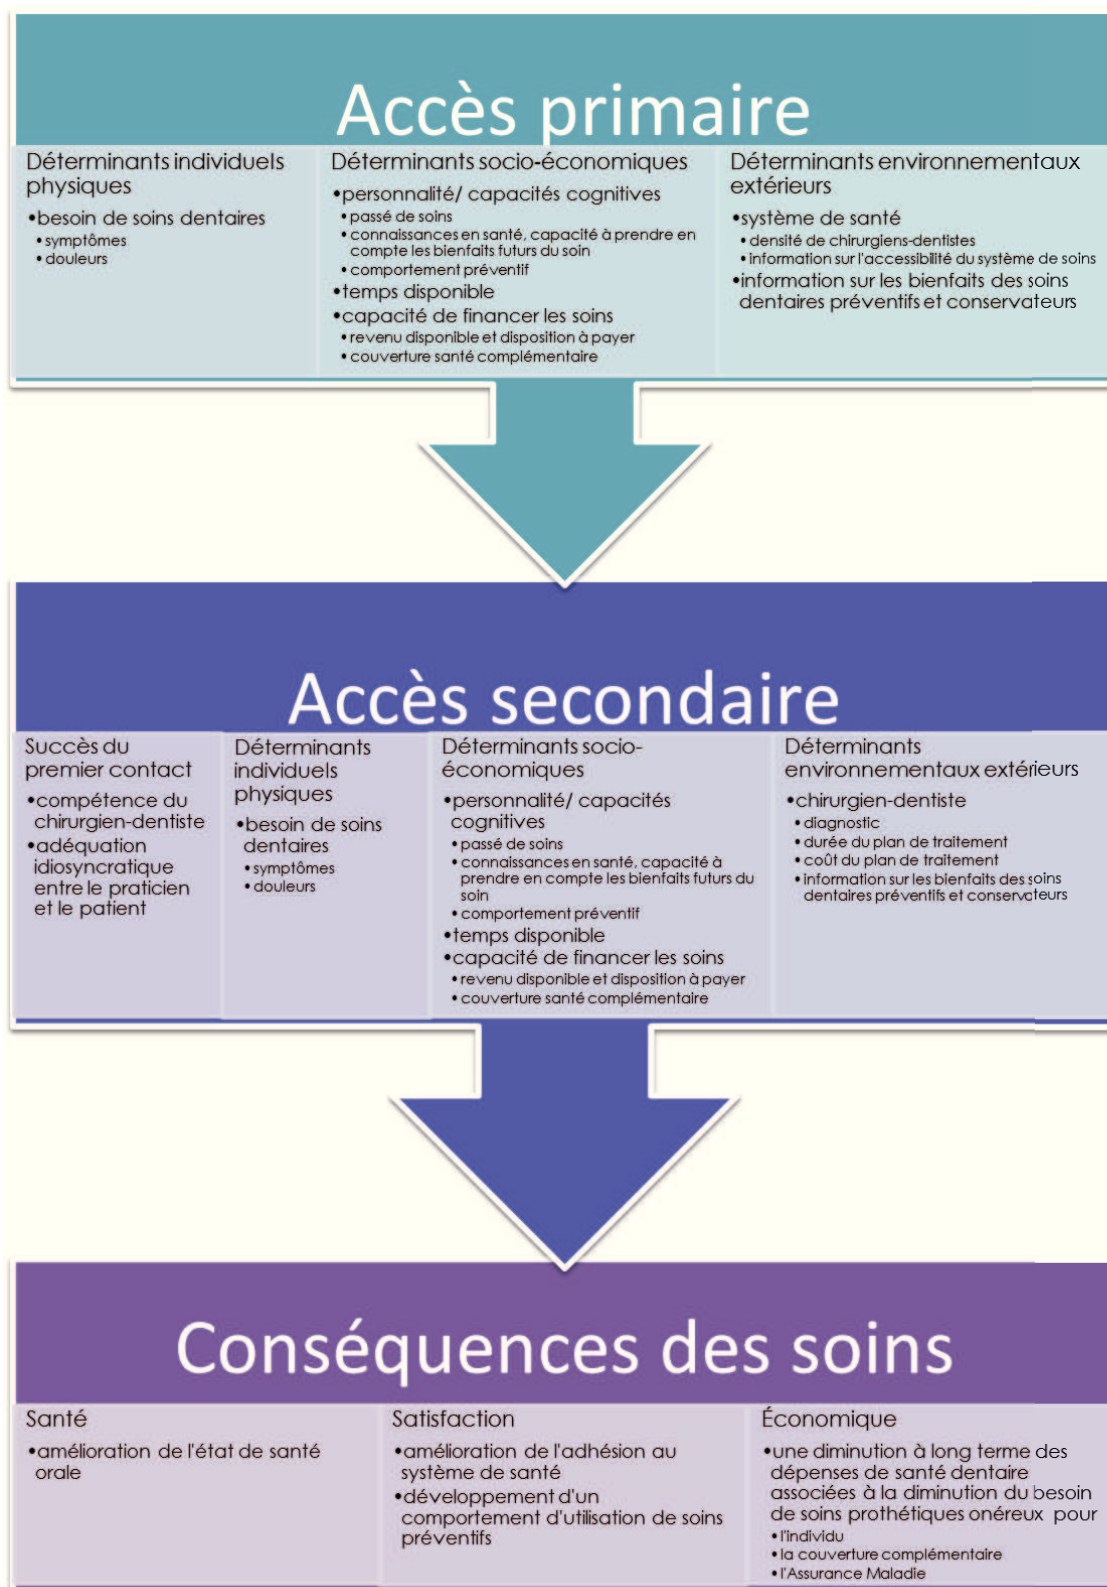 Accès primaire
Déterminants individuels
physiques
•besoin de soins dentaires
•symptômes
•douleurs
Déterminants socio-économiques
•personnalité/ capacités cognitives
•passé de soins
•connaissances en santé, capacité à prendre en
compte les bienfaits futurs du soin
•comportement préventif
•temps disponible
•capacité de financer les soins
•revenu disponible et disposition à payer
•couverture santé complémentaire
Déterminants environnementaux
extérieurs
•système de santé
•densité de chirurgiens-dentistes
•information sur l'accessibilité du système de soins
•information sur les bienfaits des soins
dentaires préventifs et conservateurs
Accès secondaire
Succès du
premier contact
•compétence du
chirurgien-dentiste
•adéquation
idiosyncratique
entre le praticien
et le patient
Déterminants
individuels
physiques
•besoin de soins
dentaires
•symptômes
•douleurs
Déterminants socio-
économiques
•personnalité/ capacités
cognitives
•passé de soins
•connaissances en santé, capacité à
prendre en compte les bienfaits futurs du
soin
•comportement préventif
•temps disponible
•capacité de financer les soins
•revenu disponible et disposition à payer
•couverture santé complémentaire
Déterminants
environnementaux extérieurs
•chirurgien-dentiste
•diagnostic
•durée du plan de traitement
•coût du plan de traitement
•information sur les bienfaits des soins
dentaires préventifs et conservateurs
Conséquences des soins
Santé
•amélioration de l'état de santé
orale
Satisfaction
•amélioration de l'adhésion au
système de santé
•développement d'un
comportement d'utilisation de soins
préventifs
Économique
•une diminution à long terme des
dépenses de santé dentaire
associées à la diminution du besoin
de soins prothétiques onéreux pour
•l'individu
•la couverture complémentaire
•l'Assurance Maladie